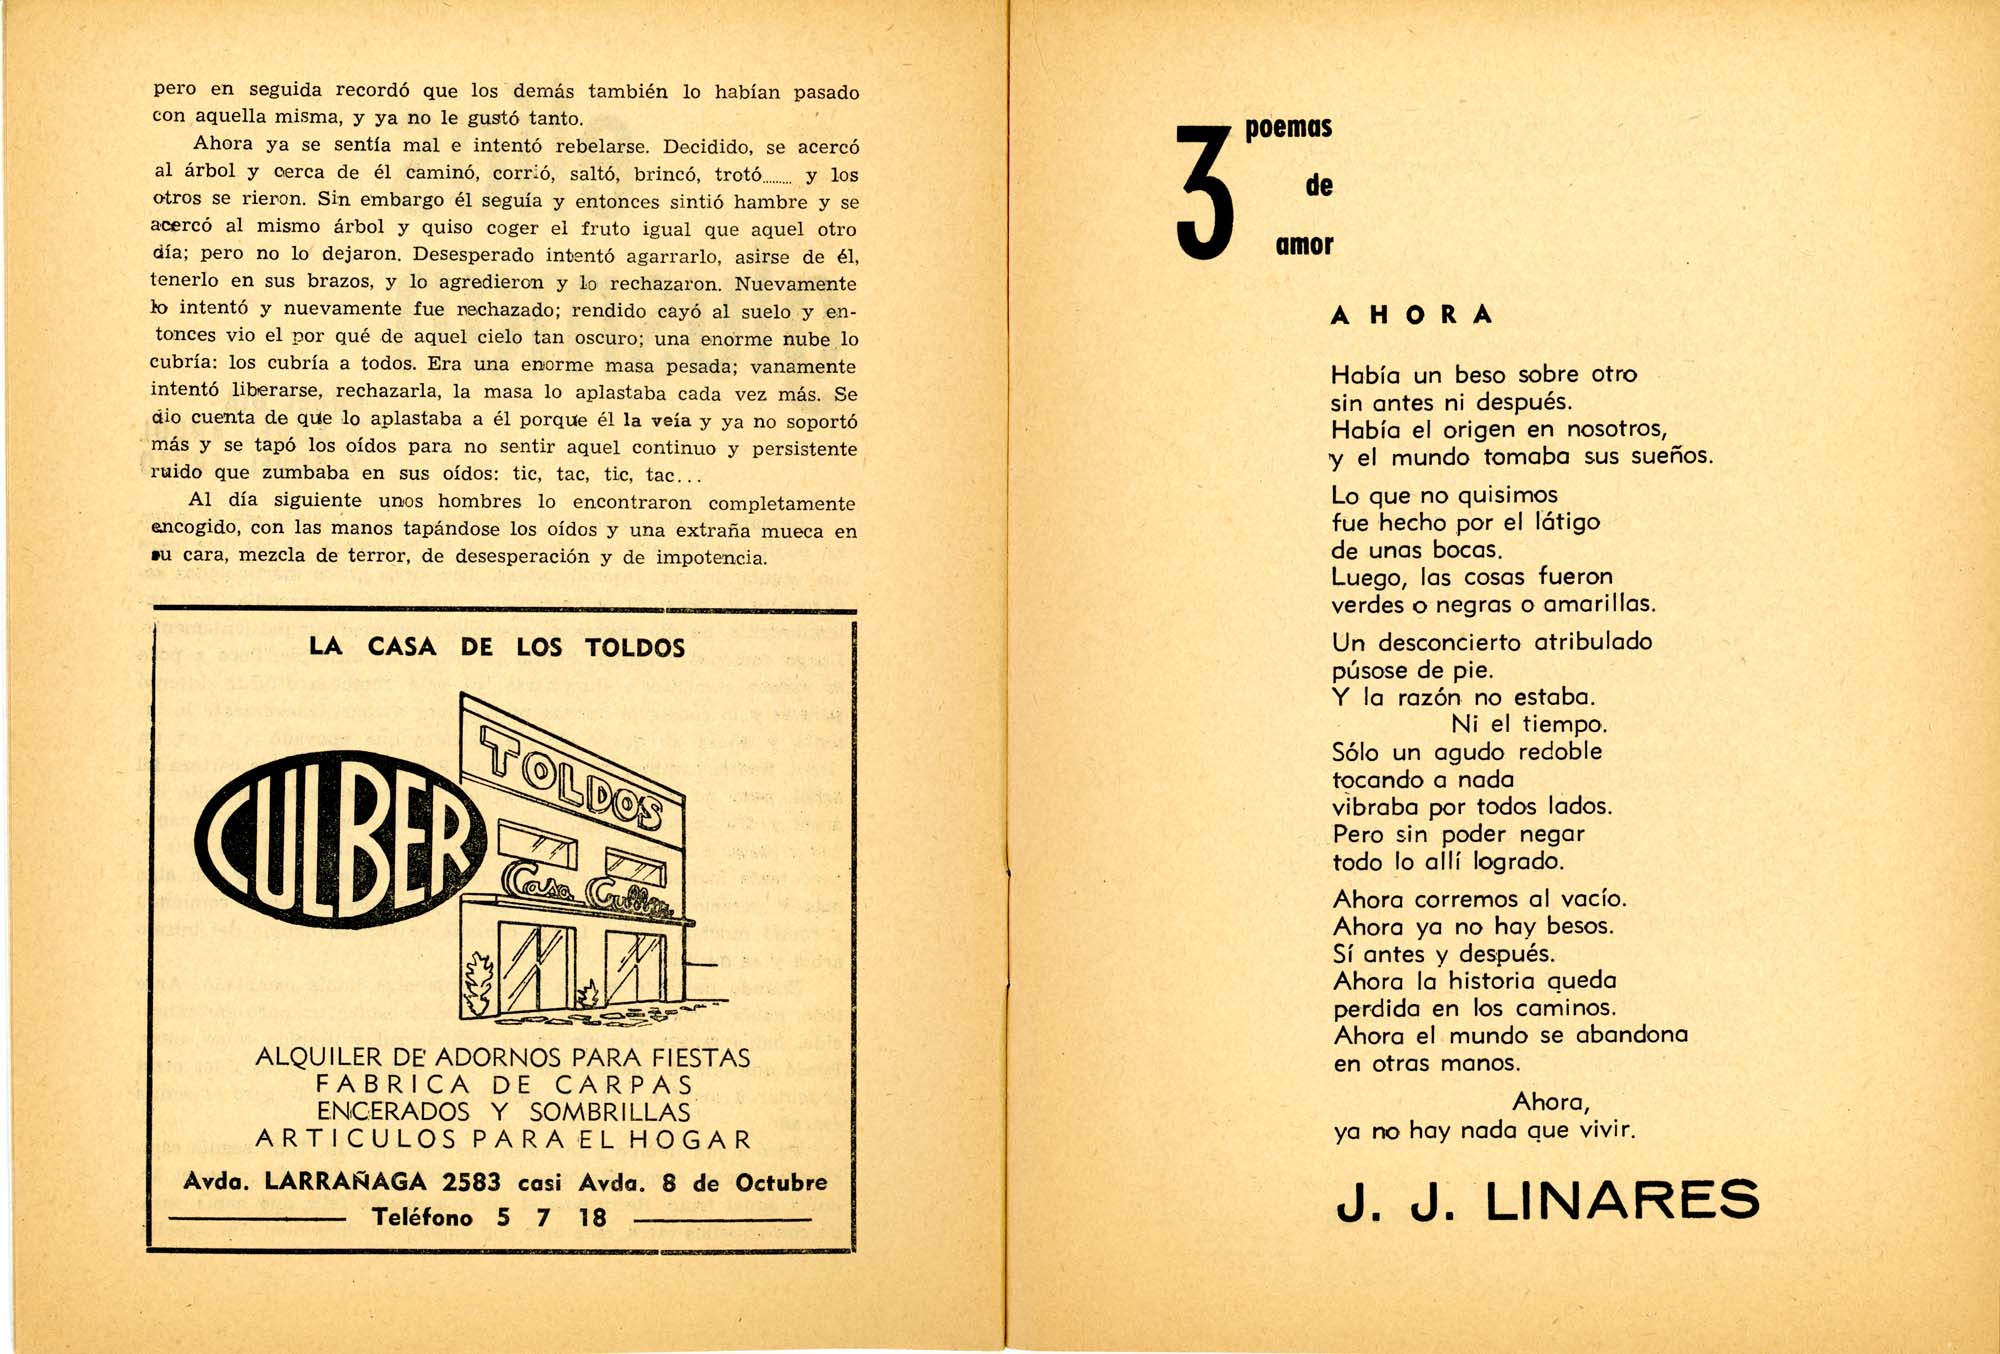 pero en seguida recordó que los demás también lo habían pasado
con aquella misma, y ya no le gustó tanto.
Ahora ya se sentía mal e intentó rebelarse. Decidido, se acercó
al árbol y cerca de él caminó, corrió, saltó, brincó, trotó......... y los
otros se rieron. Sin embargo él seguía y entonces sintió hambre y se
acercó al mismo árbol y quiso coger el fruto igual que aquel otro
día; pero no lo dejaron. Desesperado intentó agarrarlo, asirse de él,
tenerlo en sus brazos, y lo agredieron y lo rechazaron. Nuevamente
lo intentó y nuevamente fue rechazado; rendido cayó al suelo y en-
tonces vio el por qué de aquel cielo tan oscuro; una enorme nube lo
cubría: los cubría a todos. Era una enorme masa pesada; vanamente
intentó liberarse, rechazarla, la masa lo aplastaba cada vez más. Se
dio cuenta de que lo aplastaba a él porque él la veía y ya no soportó
más y se tapó los oídos para no sentir aquel continuo y persistente
ruido que zumbaba en sus oídos: tic, tac, tic, tac...
Al día siguiente unos hombres lo encontraron completamente
encogido, con las manos tapándose los oídos y una extraña mueca en
su cara, mezcla de terror, de desesperación y de impotencia.
LA CASA DE LOS TOLDOS
CULBER
TOLDOS
Casa Culber
ALQUILER DE ADORNOS PARA FIESTAS
FABRICA DE CARPAS
ENCERADOS Y SOMBRILLAS
ARTICULOS PARA EL HOGAR
Avda. LARRAÑAGA 2583 casi Avda. 8 de Octubre
Teléfono 5 7 18
3 poemas
de
amor
AHORA
Había un beso sobre otro
sin antes ni después.
Había el origen en nosotros,
y el mundo tomaba sus sueños.
Lo que no quisimos
fue hecho por el látigo
de unas bocas.
Luego, las cosas fueron
verdes o negras o amarillas.
Un desconcierto atribulado
púsose de pie.
Y la razón no estaba.
Ni el tiempo.
Sólo un agudo redoble
tocando a nada
vibraba por todos lados.
Pero sin poder negar
todo lo allí logrado.
Ahora corremos al vacío.
Ahora ya no hay besos.
Sí antes y después.
Ahora la historia queda
perdida en los caminos.
Ahora el mundo se abandona
en otras manos.
Ahora,
ya no hay nada que vivir.
J. J. LINARES